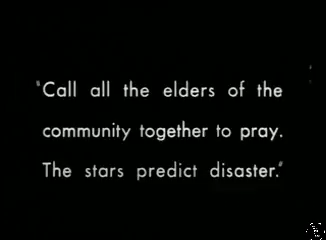 "Call all the elders of the
community together to pray.
The stars predict disaster."